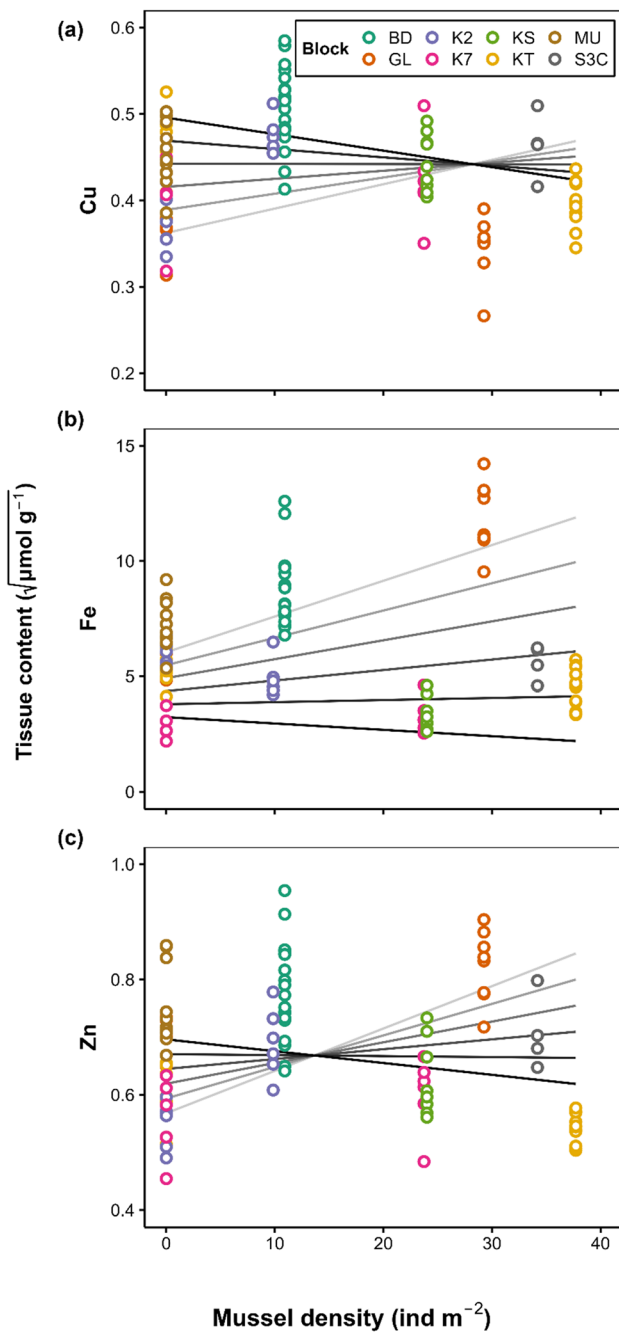 (a)
Block
BD K2 KS MU
GL K7 KT S3C
0.6
0.5
0.4
0.3
0.2
Cu
(b)
15
10
5
0
Fe
Tissue content (√μmol g⁻¹)
(c)
1.0
0.8
0.6
0.4
Zn
0 10 20 30 40
Mussel density (ind m⁻²)